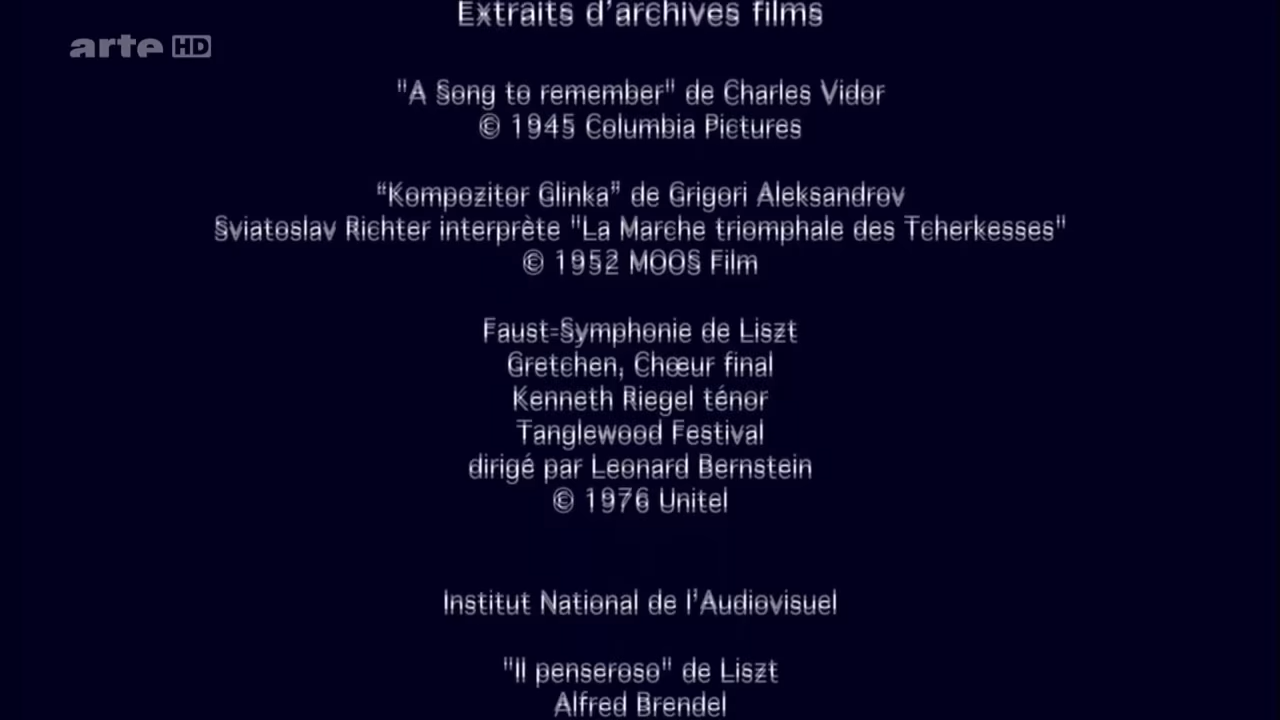 Extraits d'archives films
arte HD
"A Song to remember" de Charles Vidor
© 1945 Columbia Pictures
“Kompozitor Glinka” de Grigori Aleksandrov
Sviatoslav Richter interprète "La Marche triomphale des Tcherkesses"
© 1952 MOOS Film
Faust-Symphonie de Liszt
Gretchen, Chœur final
Kenneth Riegel ténor
Tanglewood Festival
dirigé par Leonard Bernstein
© 1976 Unitel
Institut National de l'Audiovisuel
"Il penseroso" de Liszt
Alfred Brendel